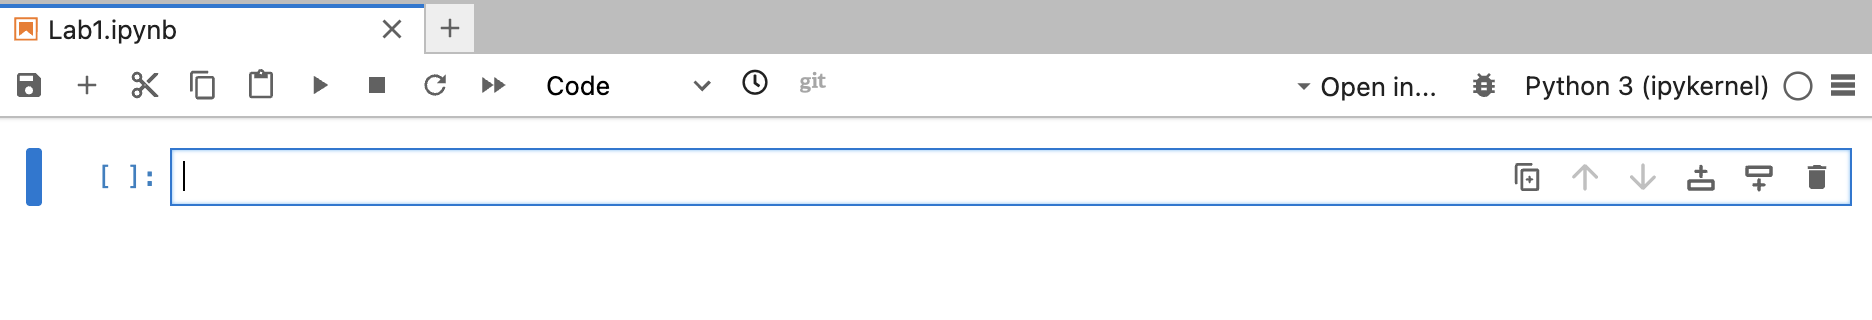 Lab1.ipynb
Code git Open in... Python 3 (ipykernel)
[ ]: